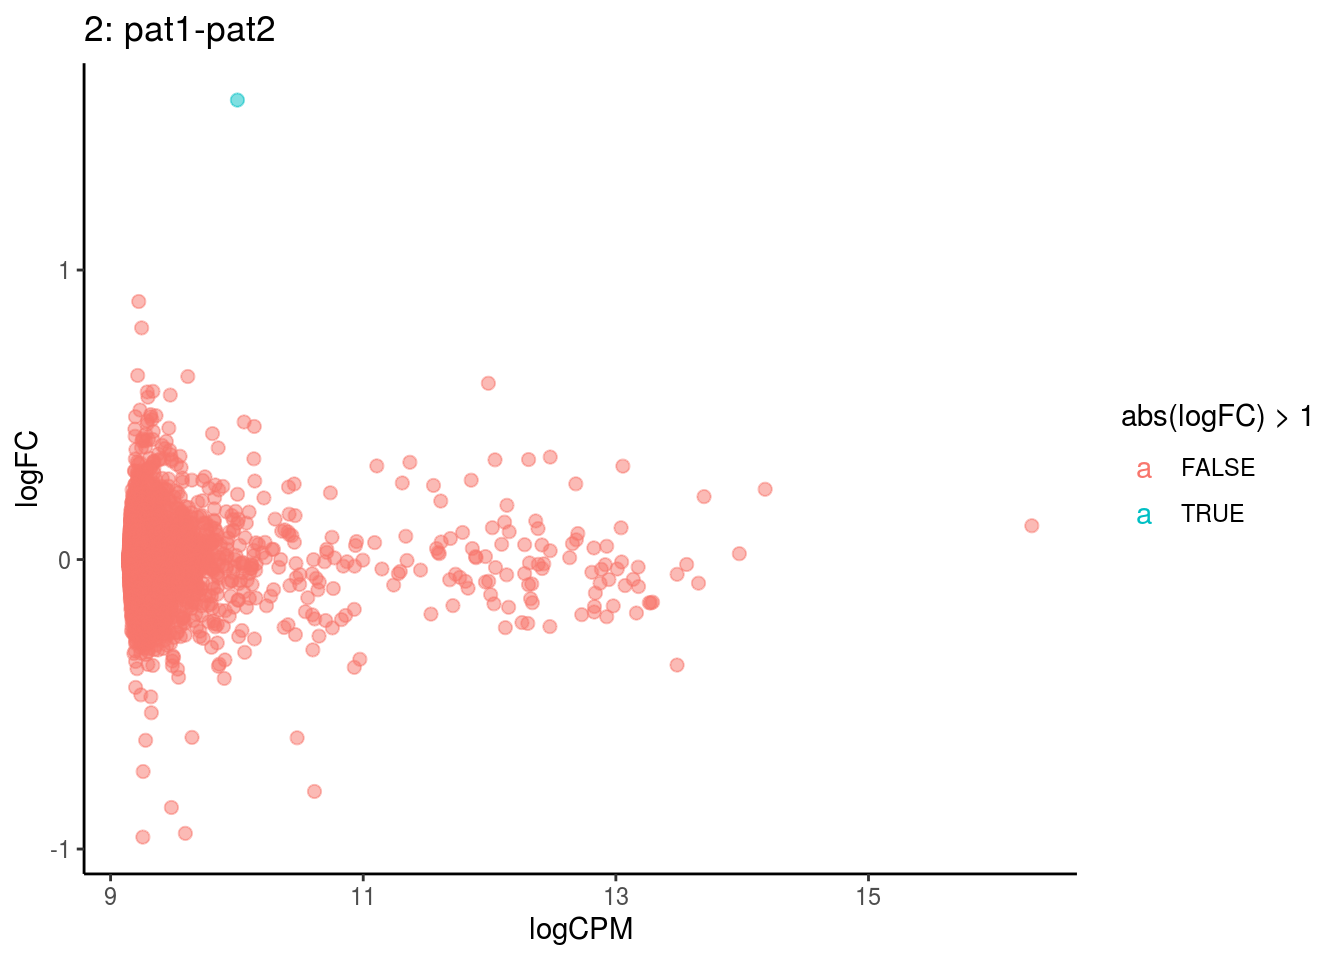 2: pat1-pat2
logFC
1
0
-1
9
11
13
15
logCPM
abs(logFC) > 1
a FALSE
a TRUE